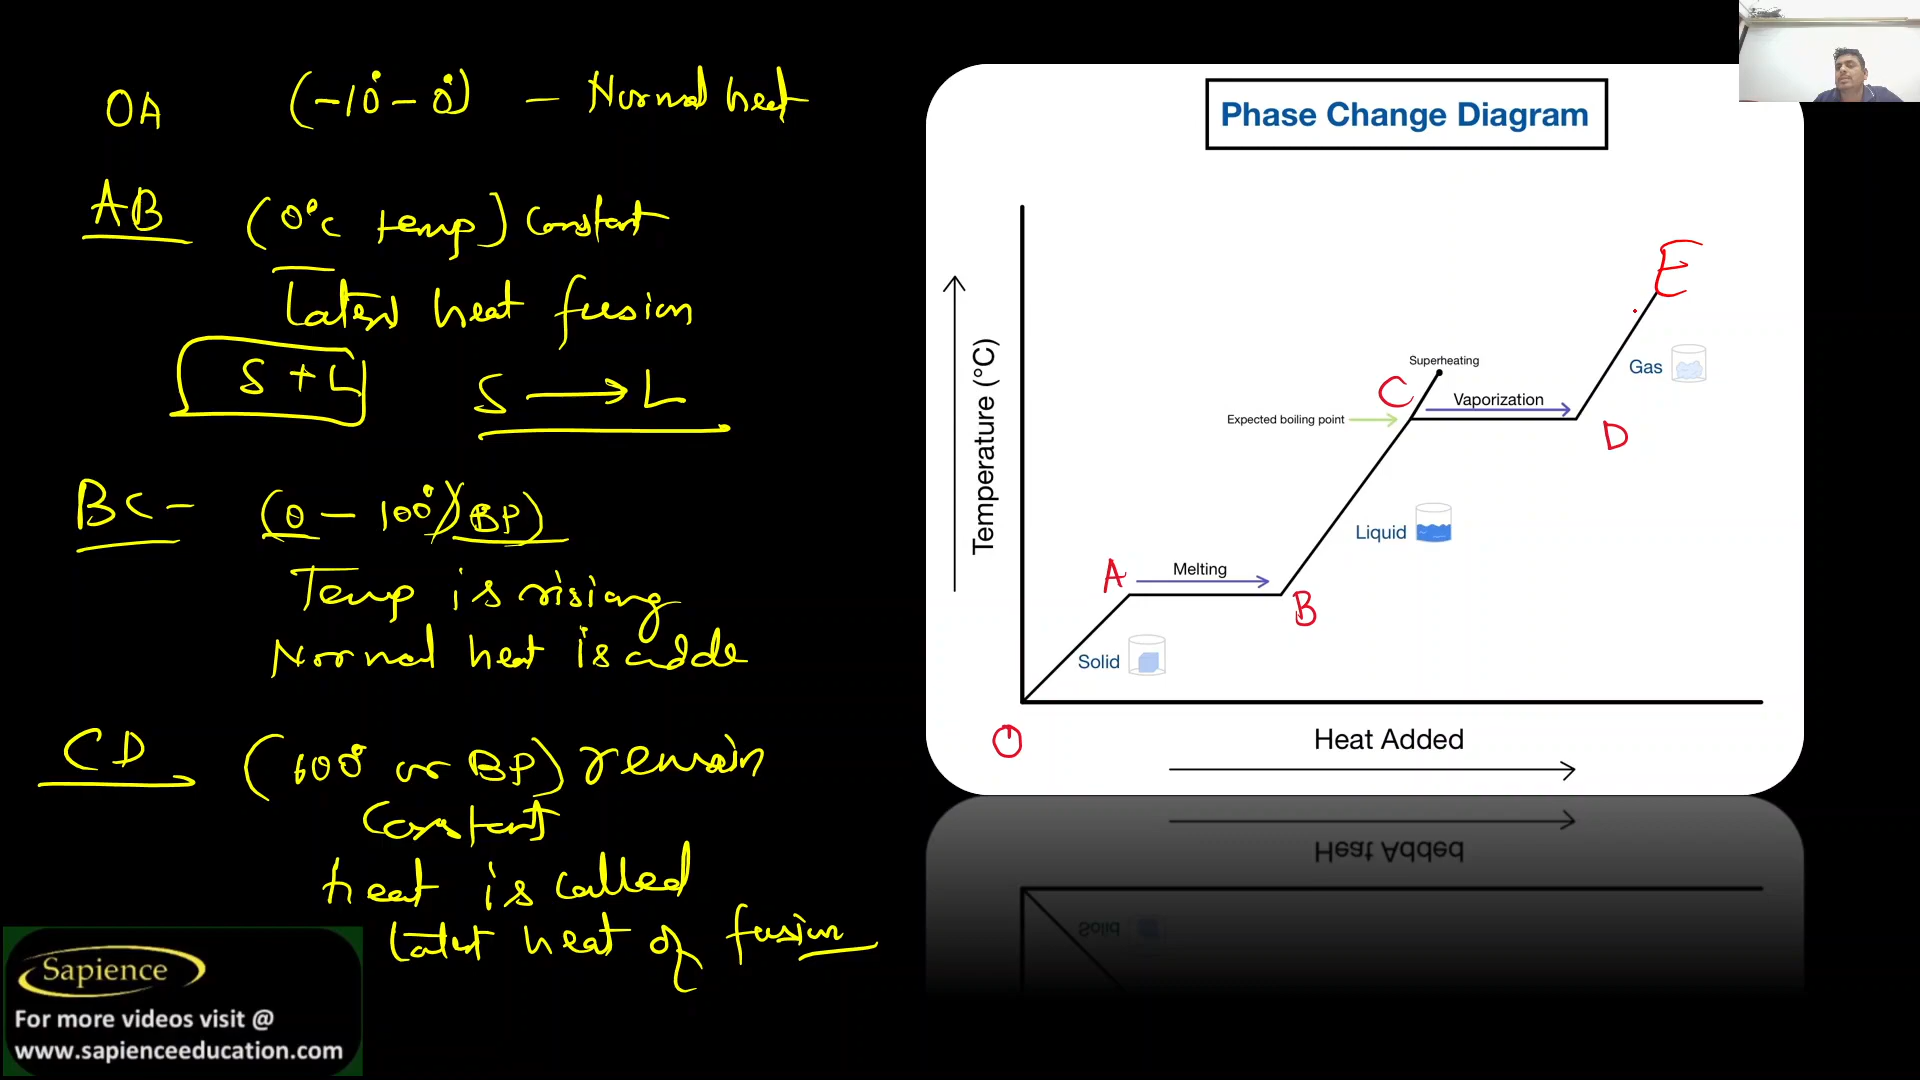 OA (-10° - 0°) - Normal heat
AB (0°c temp) Constant
Latent heat fusion
S + L S → L
BC - (0 - 100°)(BP)
Temp is rising
Normal heat is adde
CD (100° or BP) remain
Constant
heat is called
latent heat of fusion
Sapience
For more videos visit @
www.sapienceeducation.com
Phase Change Diagram
Temperature (°C)
E
Superheating
Gas
C
Vaporization
Expected boiling point
D
Liquid
A
Melting
B
Solid
O
Heat Added
Heat Added
Solid